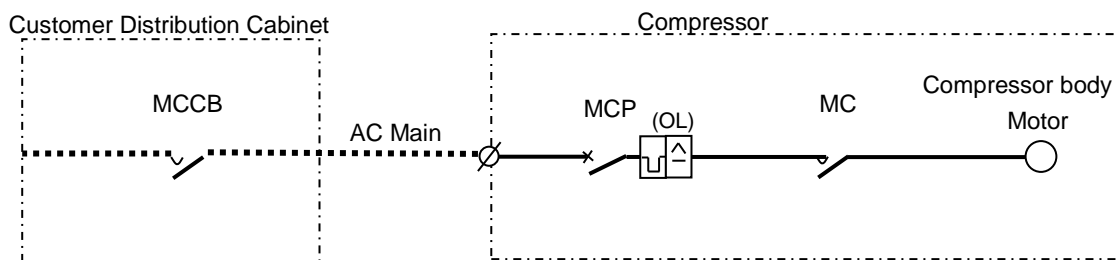 Customer Distribution Cabinet
Compressor
MCCB
AC Main
MCP
(OL)
MC
Compressor body
Motor